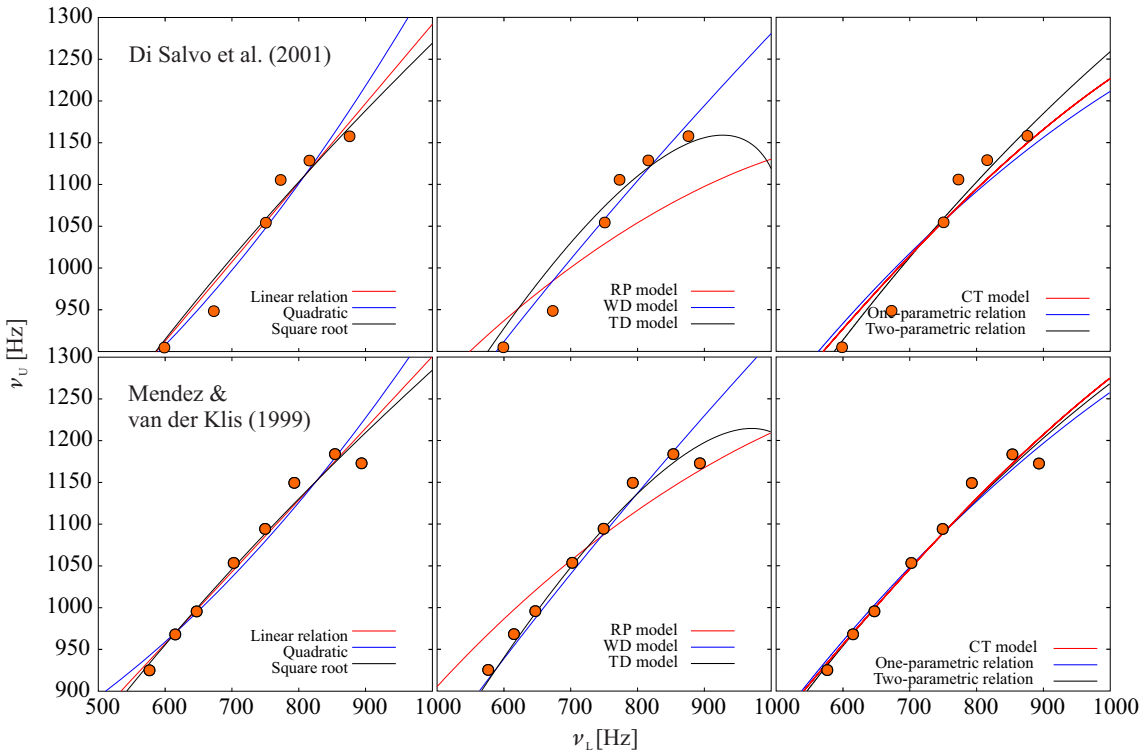 1300
1250
1200
1150
1100
1050
1000
950
Di Salvo et al. (2001)
Linear relation
Quadratic
Square root
RP model
WD model
TD model
CT model
One-parametric relation
Two-parametric relation
ν_U [Hz]
1300
1250
1200
1150
1100
1050
1000
950
900
Mendez &
van der Klis (1999)
Linear relation
Quadratic
Square root
RP model
WD model
TD model
CT model
One-parametric relation
Two-parametric relation
500 600 700 800 900 100 600 700 800 900 100 600 700 800 900 1000
ν_L [Hz]